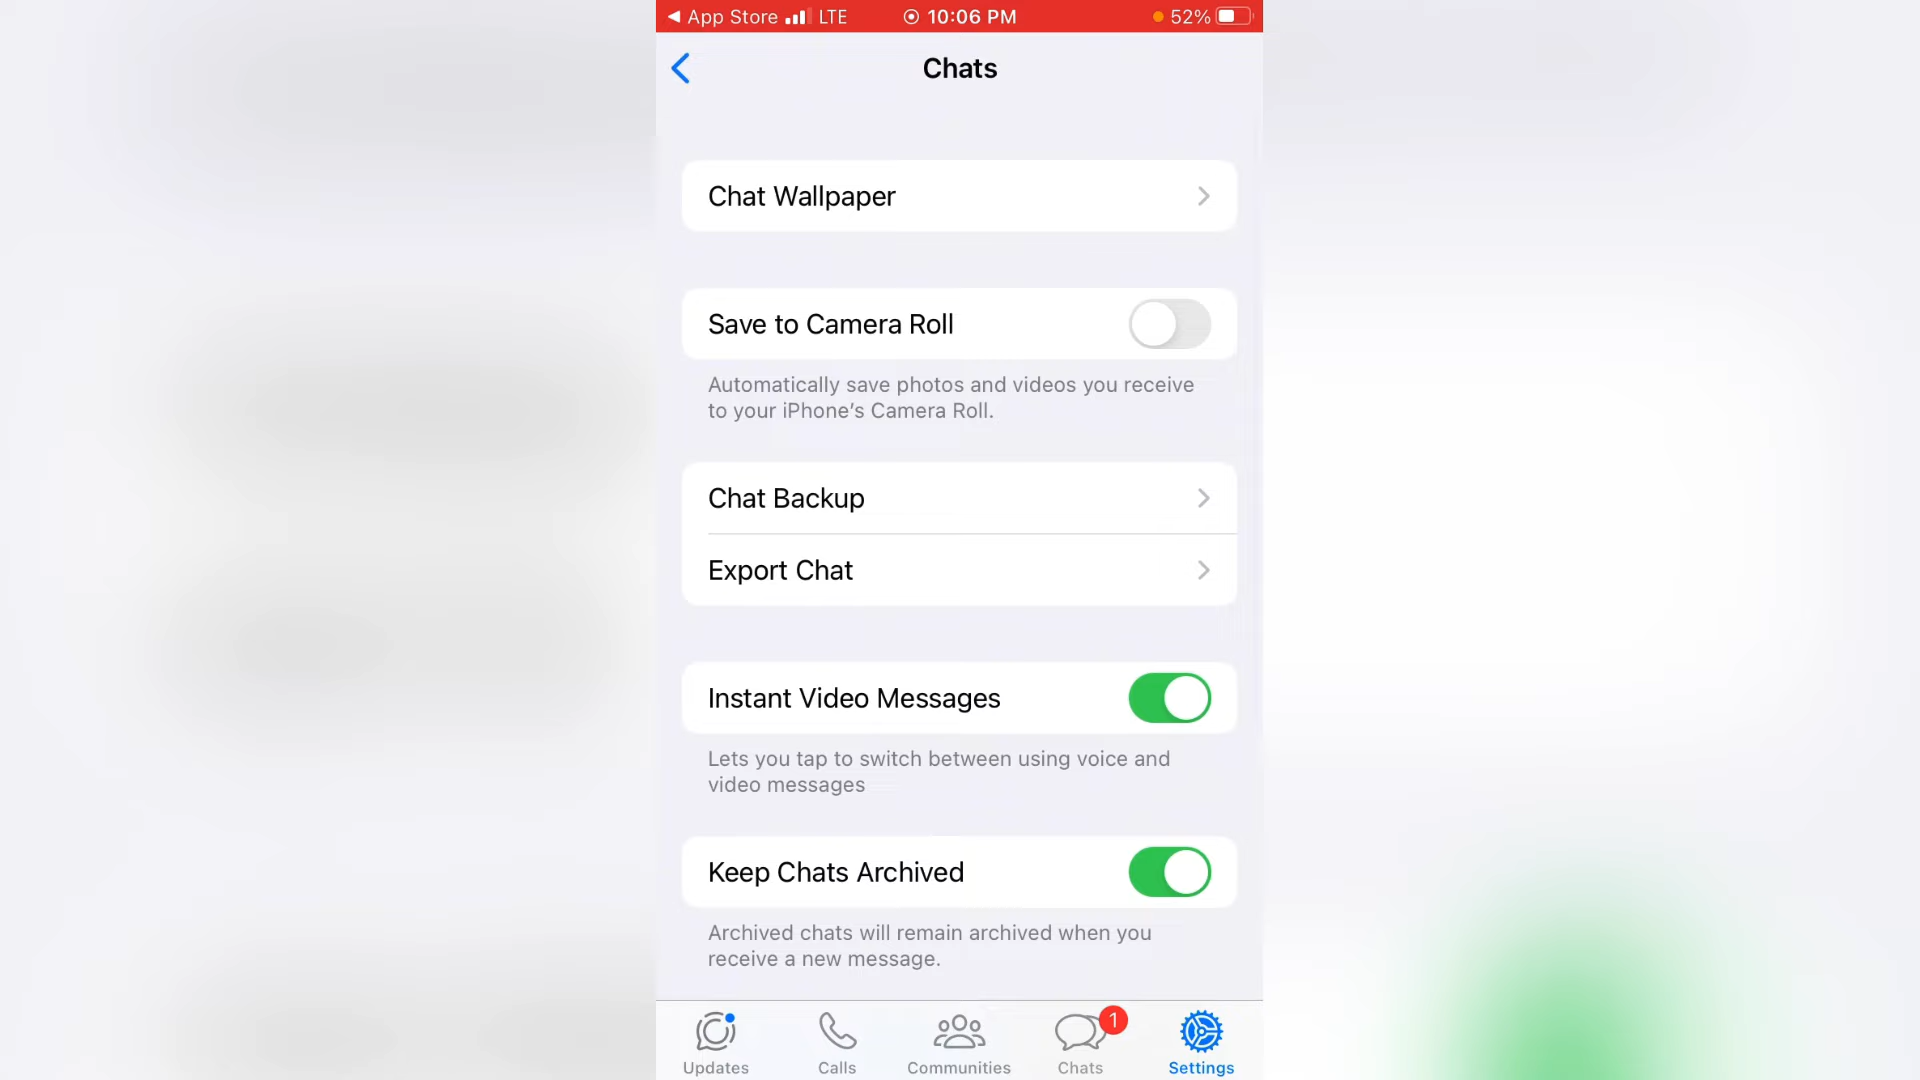 App Store LTE 10:06 PM 52%
Chats
Chat Wallpaper
Save to Camera Roll
Automatically save photos and videos you receive
to your iPhone’s Camera Roll.
Chat Backup
Export Chat
Instant Video Messages
Lets you tap to switch between using voice and
video messages
Keep Chats Archived
Archived chats will remain archived when you
receive a new message.
1
Updates Calls Communities Chats Settings